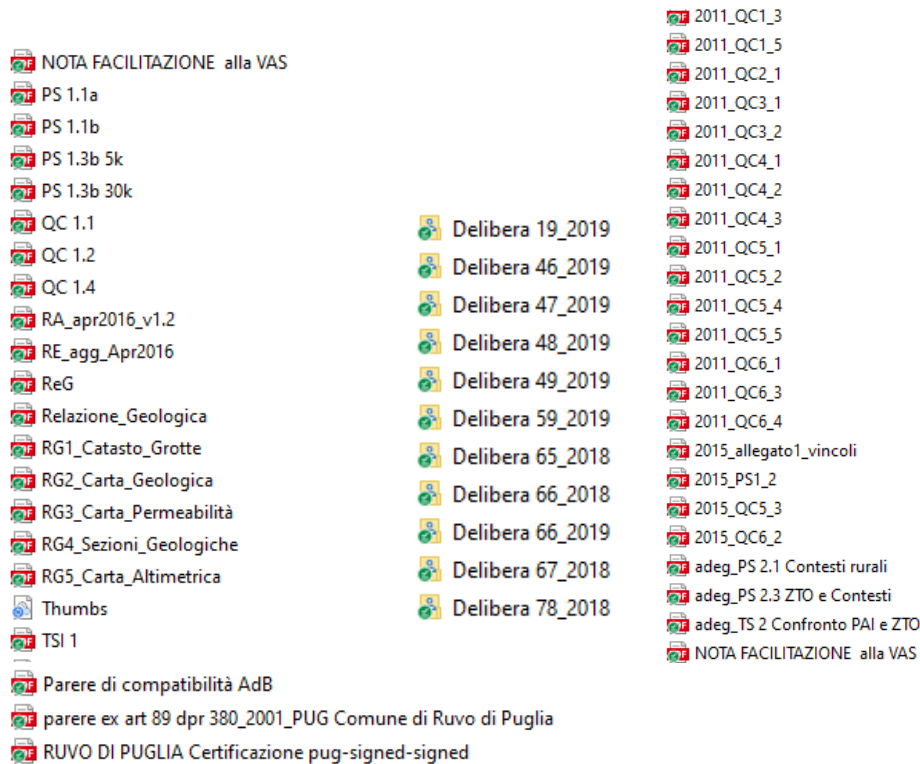 NOTA FACILITAZIONE  alla VAS
PS 1.1a
PS 1.1b
PS 1.3b 5k
PS 1.3b 30k
QC 1.1
QC 1.2
QC 1.4
RA_apr2016_v1.2
RE_agg_Apr2016
ReG
Relazione_Geologica
RG1_Catasto_Grotte
RG2_Carta_Geologica
RG3_Carta_Permeabilità
RG4_Sezioni_Geologiche
RG5_Carta_Altimetrica
Thumbs
TSI 1
Parere di compatibilità AdB
parere ex art 89 dpr 380_2001_PUG Comune di Ruvo di Puglia
RUVO DI PUGLIA Certificazione pug-signed-signed
Delibera 19_2019
Delibera 46_2019
Delibera 47_2019
Delibera 48_2019
Delibera 49_2019
Delibera 59_2019
Delibera 65_2018
Delibera 66_2018
Delibera 66_2019
Delibera 67_2018
Delibera 78_2018
2011_QC1_3
2011_QC1_5
2011_QC2_1
2011_QC3_1
2011_QC3_2
2011_QC4_1
2011_QC4_2
2011_QC4_3
2011_QC5_1
2011_QC5_2
2011_QC5_4
2011_QC5_5
2011_QC6_1
2011_QC6_3
2011_QC6_4
2015_allegato1_vincoli
2015_PS1_2
2015_QC5_3
2015_QC6_2
adeg_PS 2.1 Contesti rurali
adeg_PS 2.3 ZTO e Contesti
adeg_TS 2 Confronto PAI e ZTO
NOTA FACILITAZIONE  alla VAS